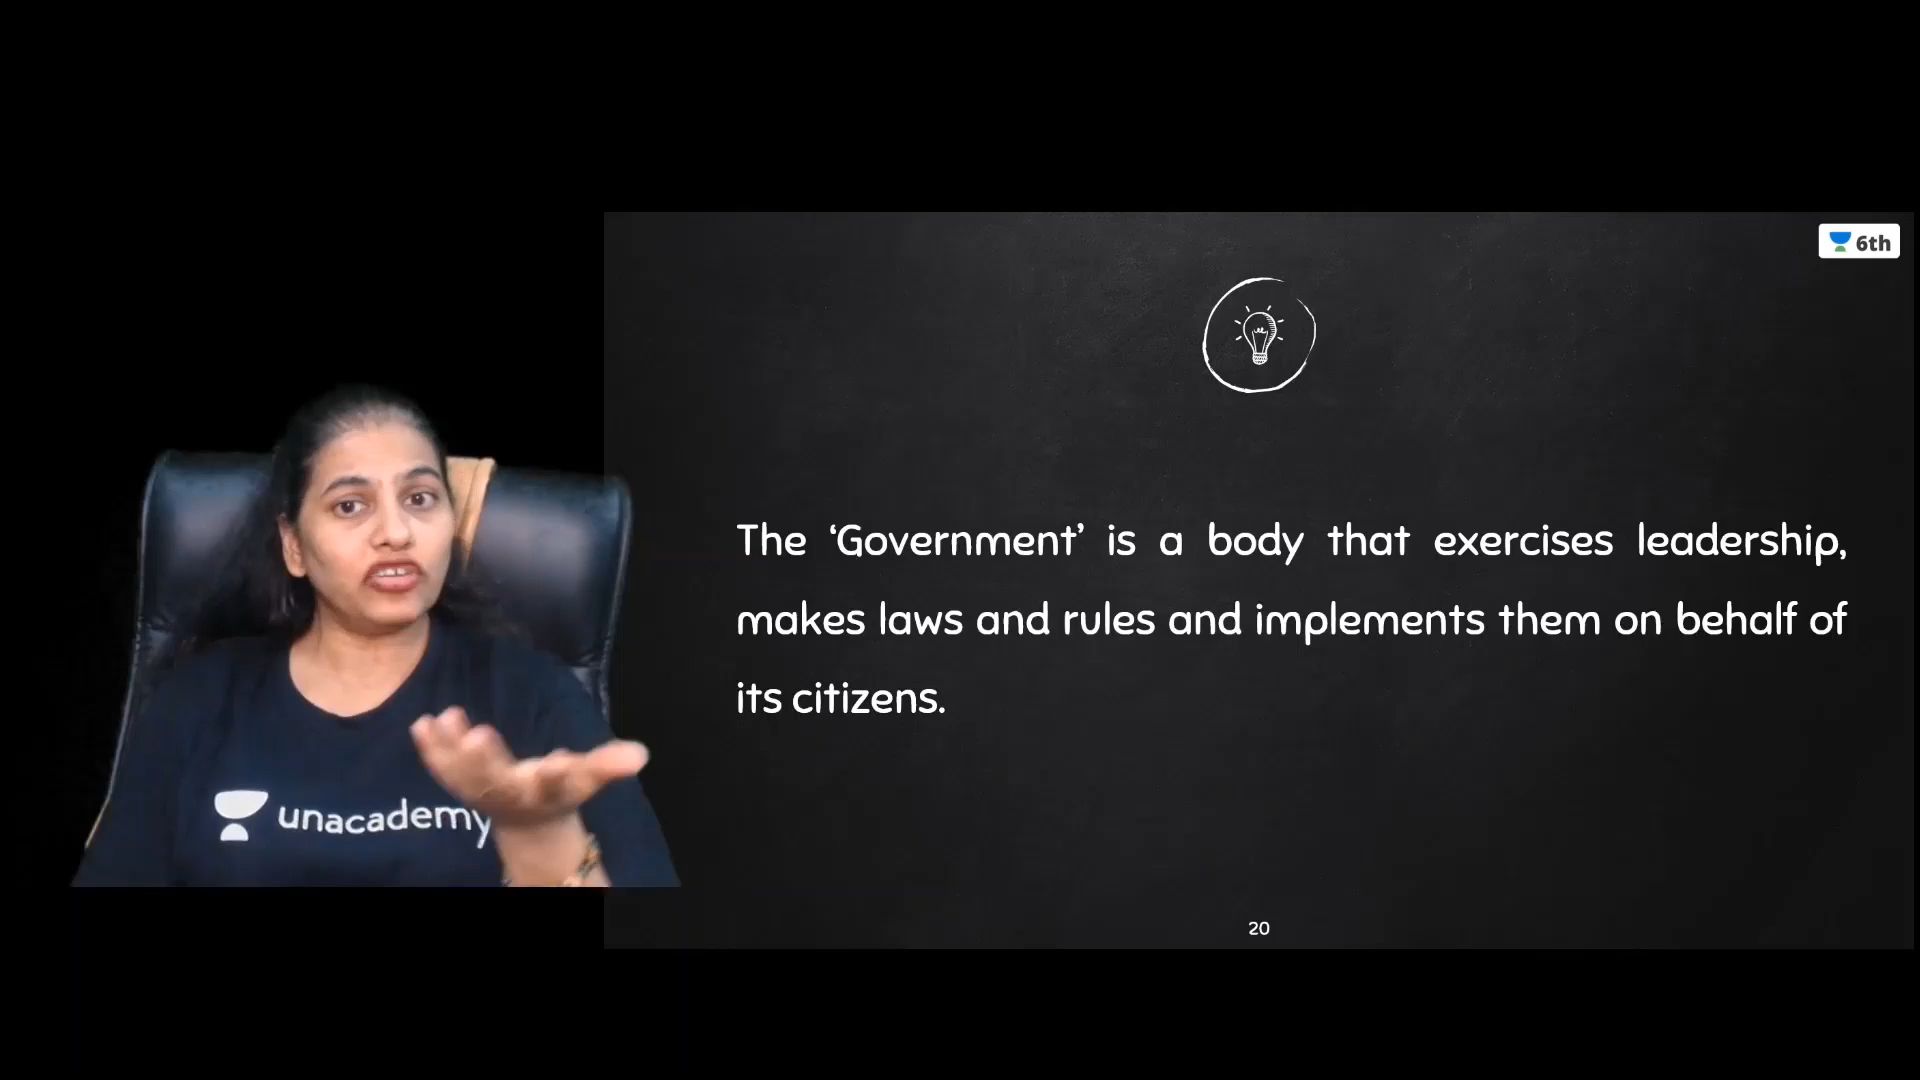 6th
The ‘Government’ is a body that exercises leadership,
makes laws and rules and implements them on behalf of
its citizens.
unacademy
20